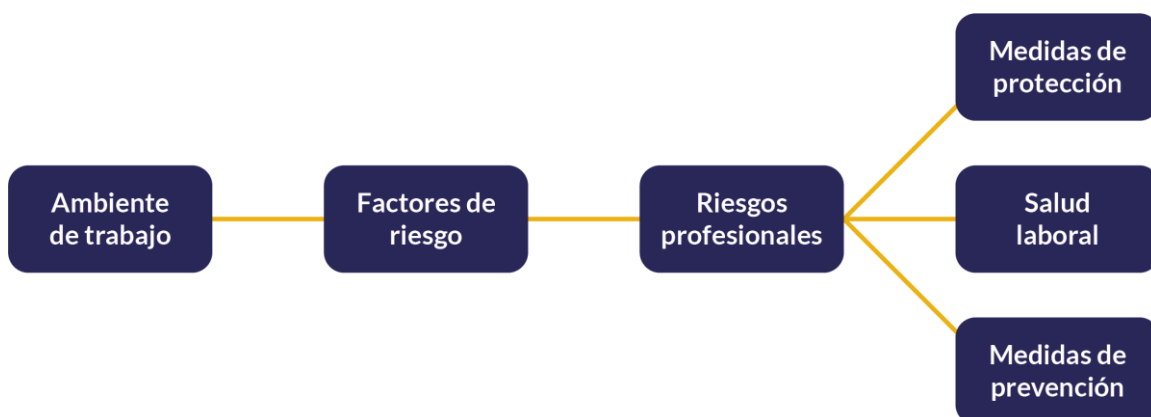 Ambiente
de trabajo
Factores de
riesgo
Riesgos
profesionales
Medidas de
protección
Salud
laboral
Medidas de
prevención